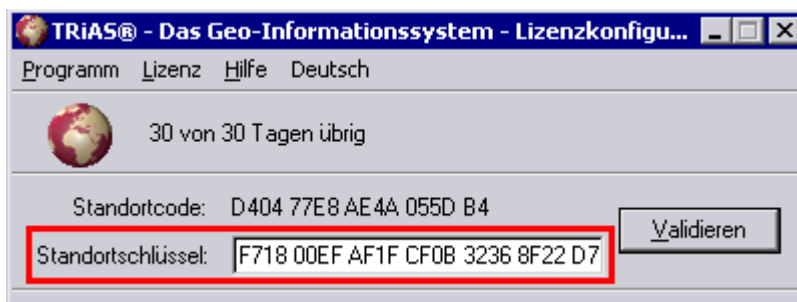 TRiAS® - Das Geo-Informationssystem - Lizenzkonfigu...
Programm Lizenz Hilfe Deutsch
30 von 30 Tagen übrig
Standortcode: D404 77E8 AE4A 055D B4
Validieren
Standortschlüssel: F718 00EF AF1F CF0B 3236 8F22 D7